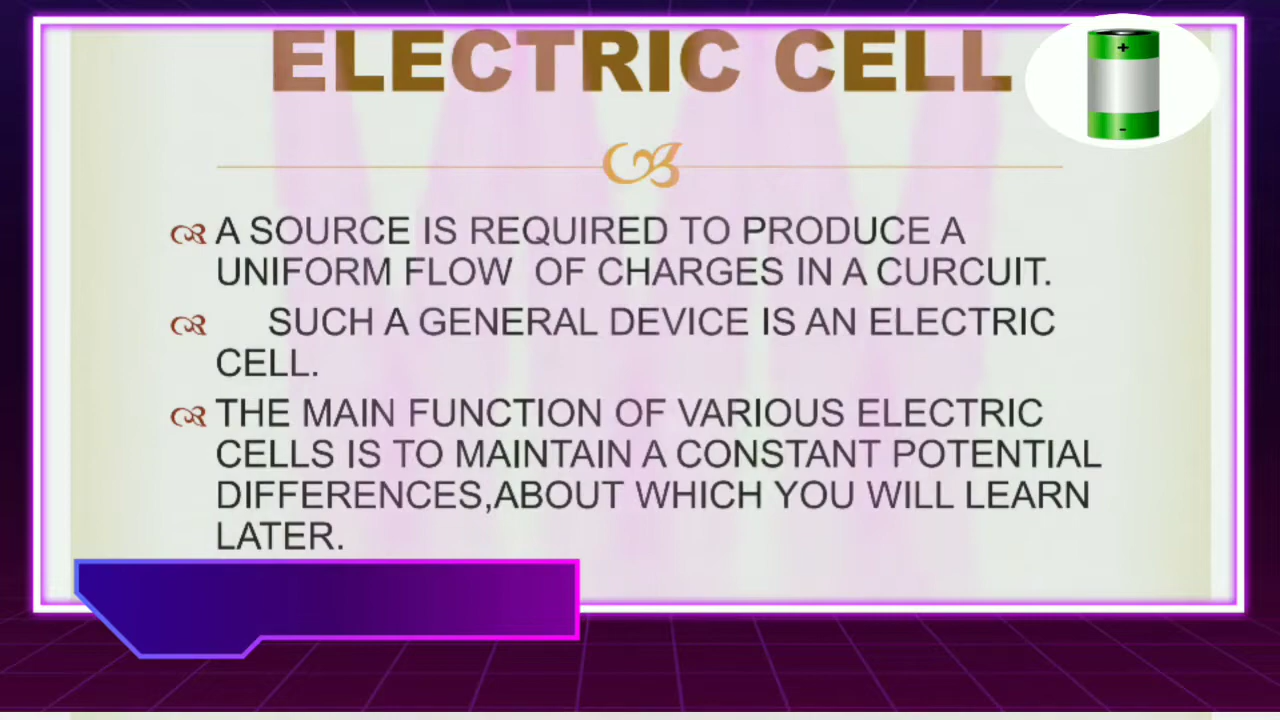 ELECTRIC CELL
+
-
A SOURCE IS REQUIRED TO PRODUCE A
UNIFORM FLOW OF CHARGES IN A CURCUIT.
SUCH A GENERAL DEVICE IS AN ELECTRIC
CELL.
THE MAIN FUNCTION OF VARIOUS ELECTRIC
CELLS IS TO MAINTAIN A CONSTANT POTENTIAL
DIFFERENCES,ABOUT WHICH YOU WILL LEARN
LATER.